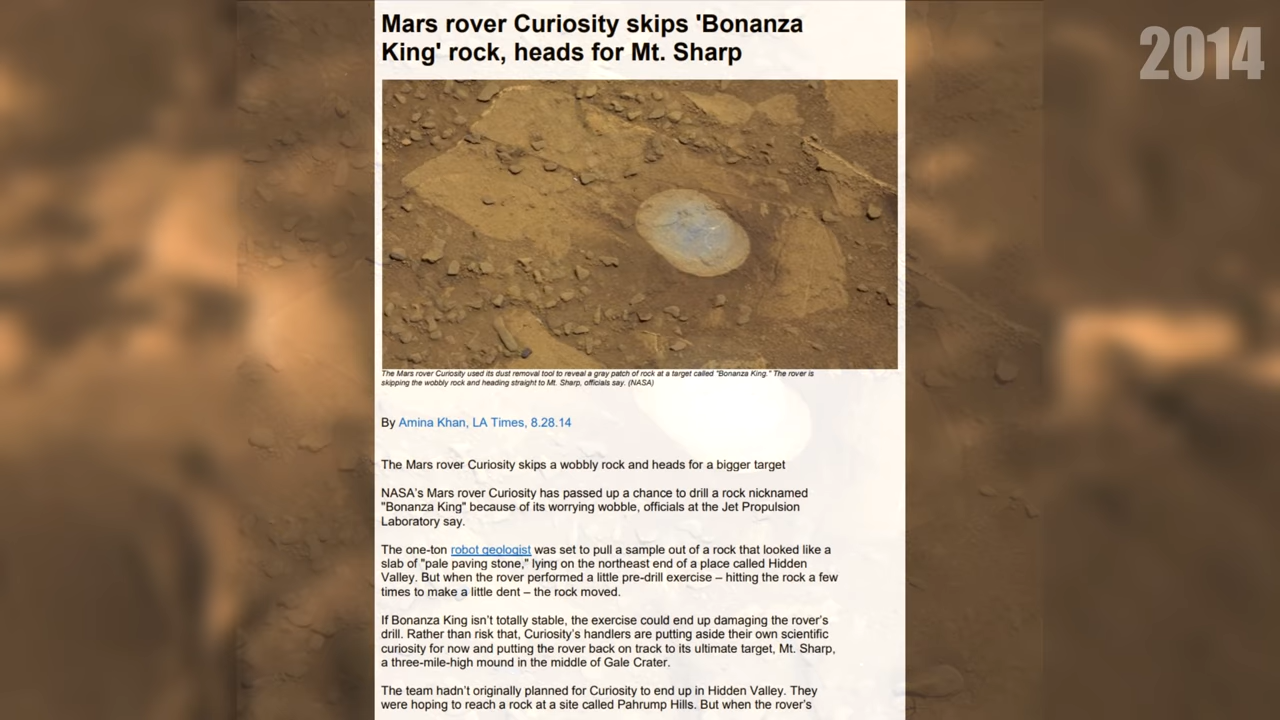 Mars rover Curiosity skips 'Bonanza
King' rock, heads for Mt. Sharp
2014
The Mars rover Curiosity used its dust removal tool to reveal a gray patch of rock at a target called "Bonanza King." The rover is
skipping the wobbly rock and heading straight to Mt. Sharp, officials say. (NASA)
By Amina Khan, LA Times, 8.28.14
The Mars rover Curiosity skips a wobbly rock and heads for a bigger target
NASA's Mars rover Curiosity has passed up a chance to drill a rock nicknamed
"Bonanza King" because of its worrying wobble, officials at the Jet Propulsion
Laboratory say.
The one-ton robot geologist was set to pull a sample out of a rock that looked like a
slab of "pale paving stone," lying on the northeast end of a place called Hidden
Valley. But when the rover performed a little pre-drill exercise – hitting the rock a few
times to make a little dent – the rock moved.
If Bonanza King isn't totally stable, the exercise could end up damaging the rover's
drill. Rather than risk that, Curiosity's handlers are putting aside their own scientific
curiosity for now and putting the rover back on track to its ultimate target, Mt. Sharp,
a three-mile-high mound in the middle of Gale Crater.
The team hadn't originally planned for Curiosity to end up in Hidden Valley. They
were hoping to reach a rock at a site called Pahrump Hills. But when the rover's